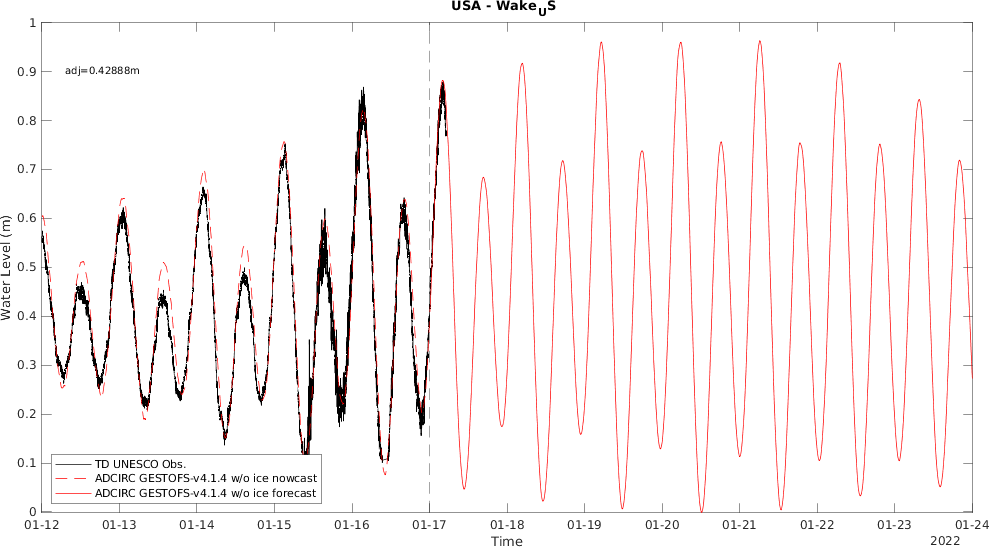 USA - Wake_US
adj=0.42888m
1
0.9
0.8
0.7
0.6
0.5
0.4
0.3
0.2
0.1
0
Water Level (m)
TD UNESCO Obs.
ADCIRC GESTOFS-v4.1.4 w/o ice nowcast
ADCIRC GESTOFS-v4.1.4 w/o ice forecast
01-12 01-13 01-14 01-15 01-16 01-17 01-18 01-19 01-20 01-21 01-22 01-23 01-24
Time
2022